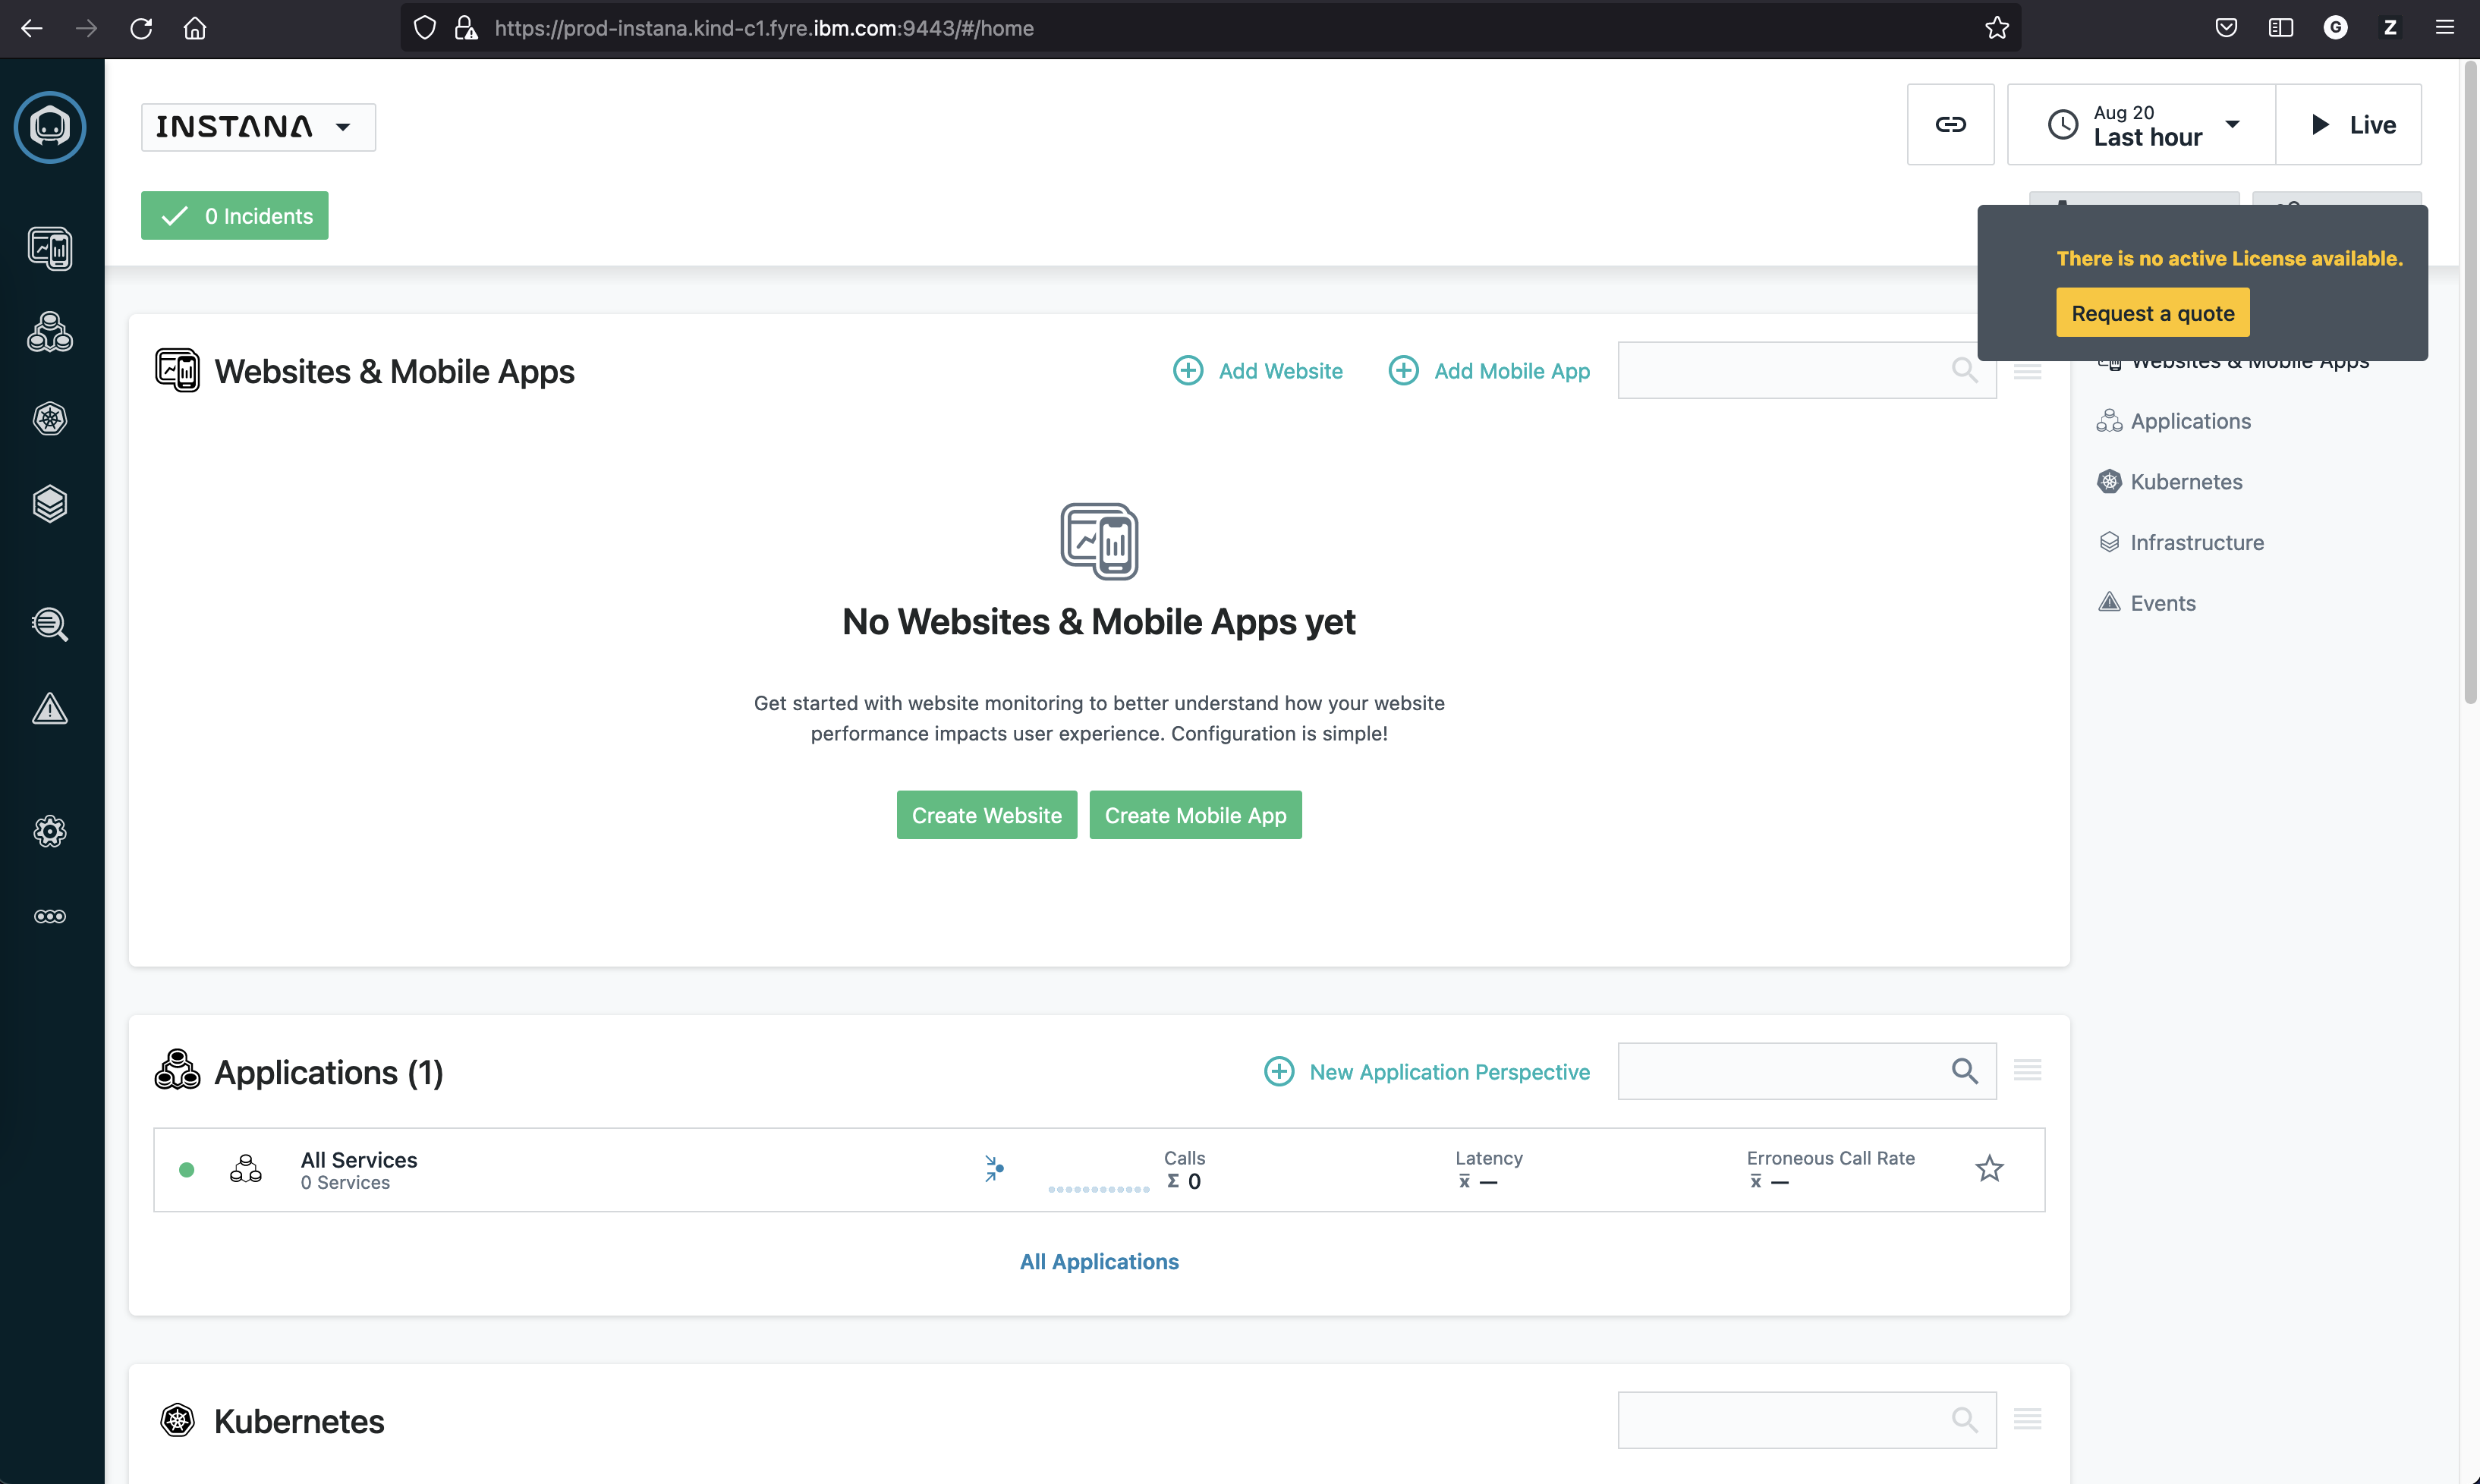 https://prod-instana.kind-c1.fyre.ibm.com:9443/#/home
G
Z
INSTANA
Aug 20
Last hour
Live
0 Incidents
There is no active License available.
Request a quote
Websites & Mobile Apps
Add Website
Add Mobile App
Websites & Mobile Apps
Applications
Kubernetes
Infrastructure
Events
No Websites & Mobile Apps yet
Get started with website monitoring to better understand how your website
performance impacts user experience. Configuration is simple!
Create Website
Create Mobile App
Applications (1)
New Application Perspective
All Services
0 Services
Calls
Σ 0
Latency
x̅ —
Erroneous Call Rate
x̅ —
All Applications
Kubernetes